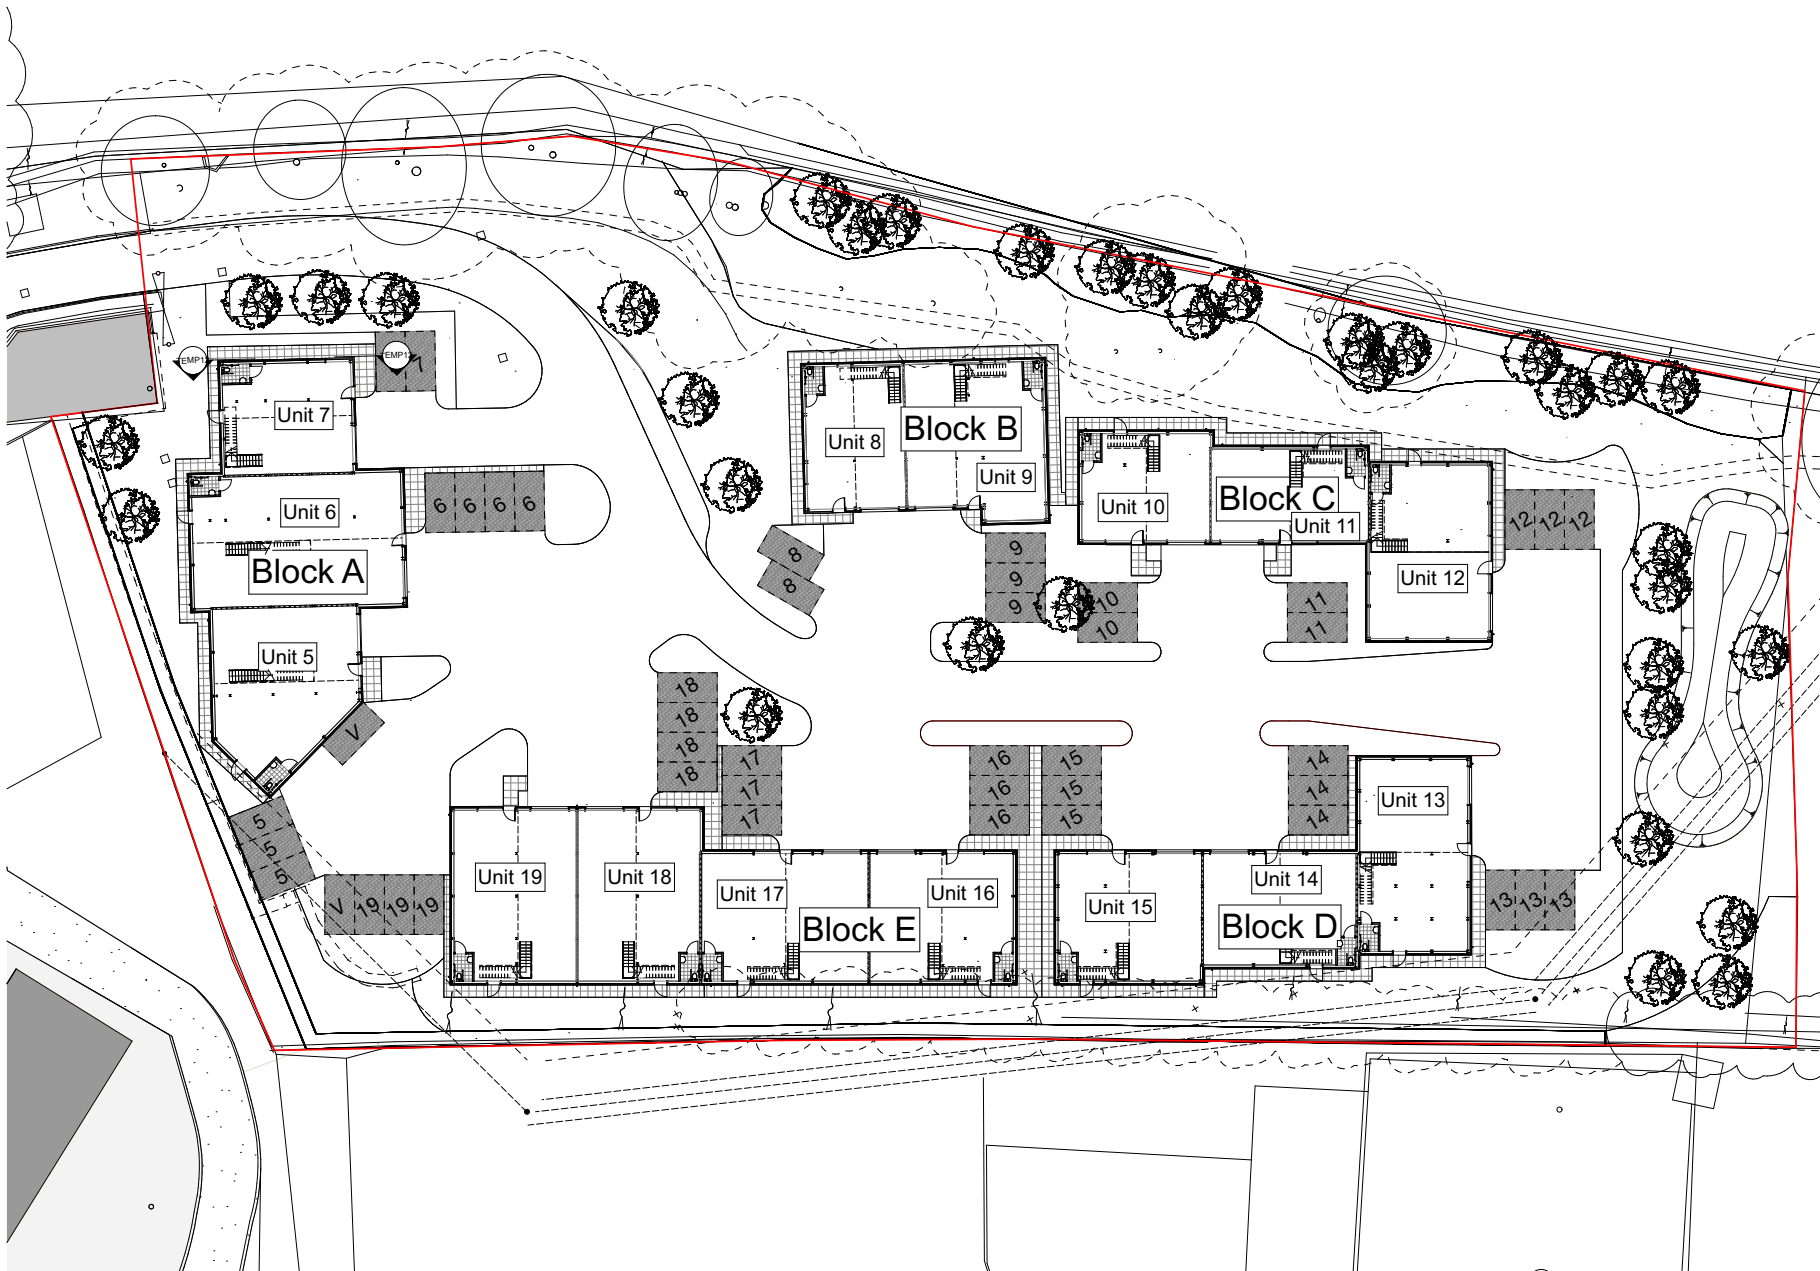 TEMP1
TEMP1
7
Unit 7
Unit 6
6 6 6 6
Block A
Unit 5
V
5
5
5
V 19 19 19
Unit 8
Block B
Unit 9
8
8
9
9
9
Unit 10
Block C
Unit 11
Unit 12
12 12 12
10
10
11
11
18
18
18
18
17
17
17
16
16
16
15
15
15
14
14
14
Unit 13
13 13 13
Unit 19
Unit 18
Unit 17
Unit 16
Block E
Unit 15
Unit 14
Block D